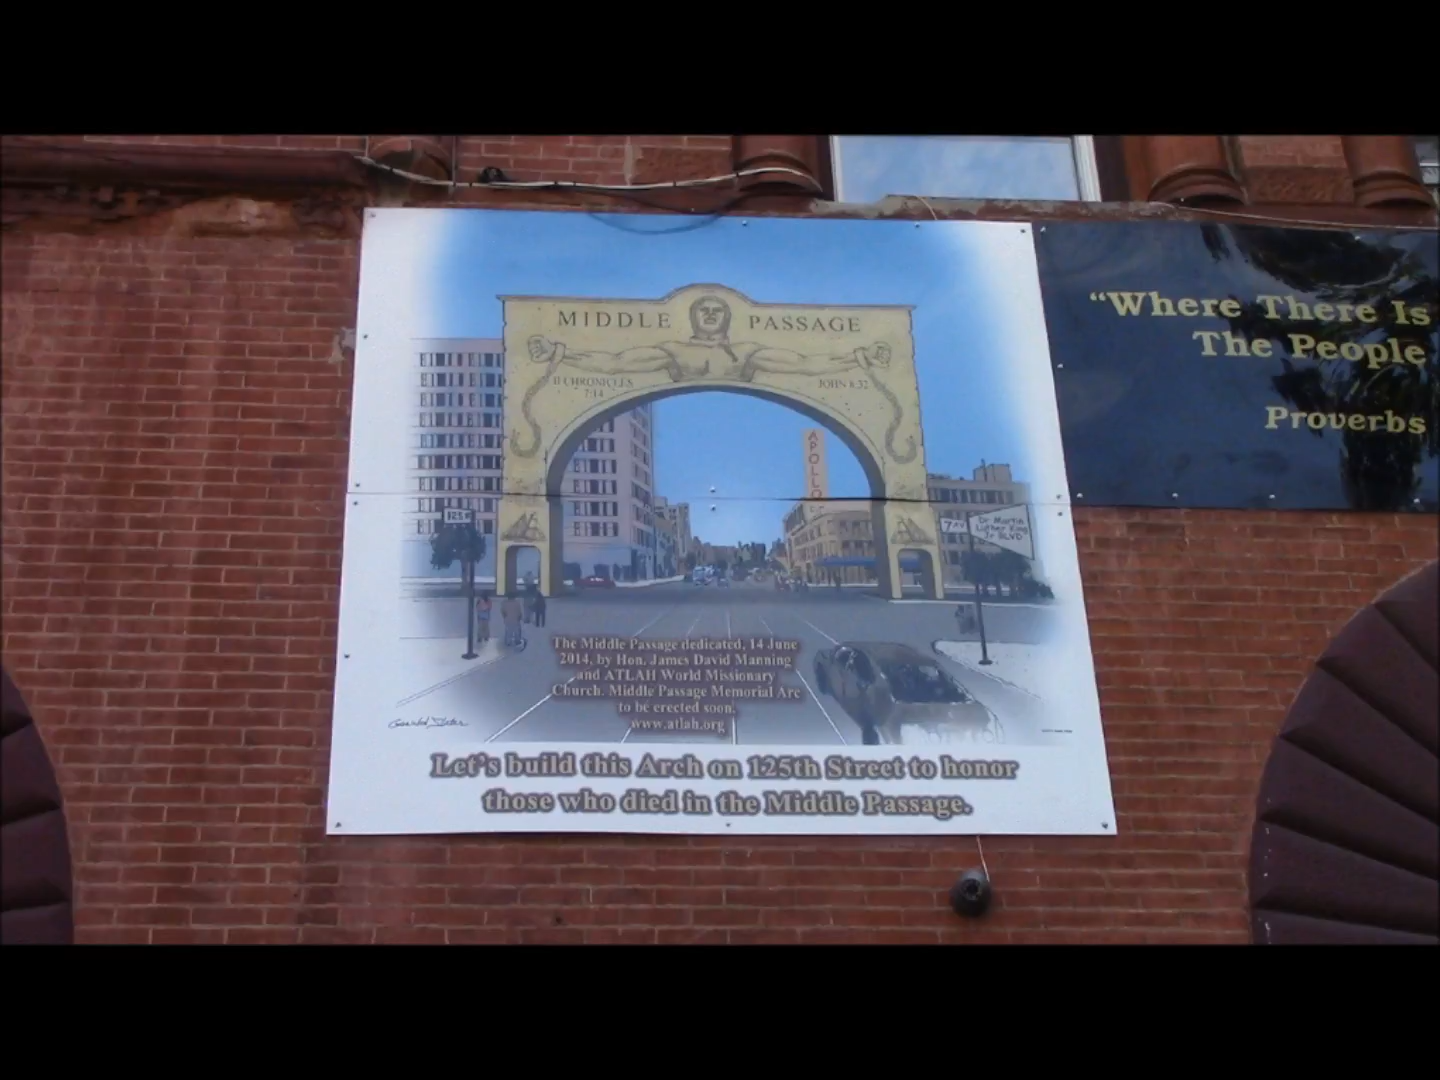 MIDDLE PASSAGE
II CHRONICLES
7:14
JOHN 8:32
APOLLO
125
7 AV
Dr Martin
Luther King
Jr BLVD
The Middle Passage dedicated, 14 June
2014, by Hon. James David Manning
and ATLAH World Missionary
Church. Middle Passage Memorial Arc
to be erected soon.
www.atlah.org
Let's build this Arch on 125th Street to honor
those who died in the Middle Passage.
“Where There Is
The People
Proverbs